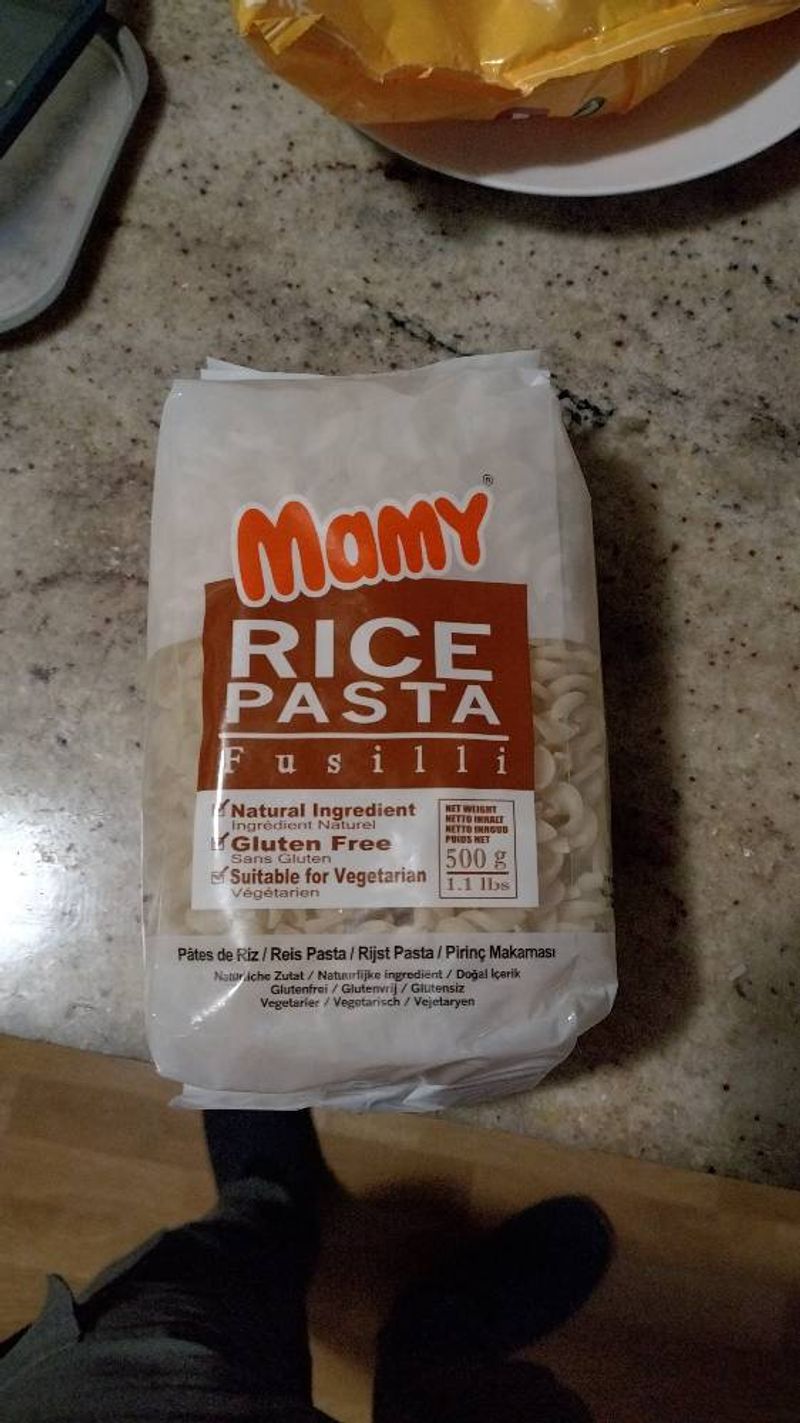 Mamy®
RICE
PASTA
Fusilli
Natural Ingredient
Ingrédient Naturel
Gluten Free
Sans Gluten
Suitable for Vegetarian
Végétarien
NET WEIGHT
NETTO INHALT
NETTO INHOUD
POIDS NET
500 g
1.1 lbs
Pâtes de Riz / Reis Pasta / Rijst Pasta / Pirinç Makarnası
Natürliche Zutat / Natuurlijke ingrediënt / Doğal İçerik
Glutenfrei / Glutenvrij / Glütensiz
Vegetarier / Vegetarisch / Vejetaryen